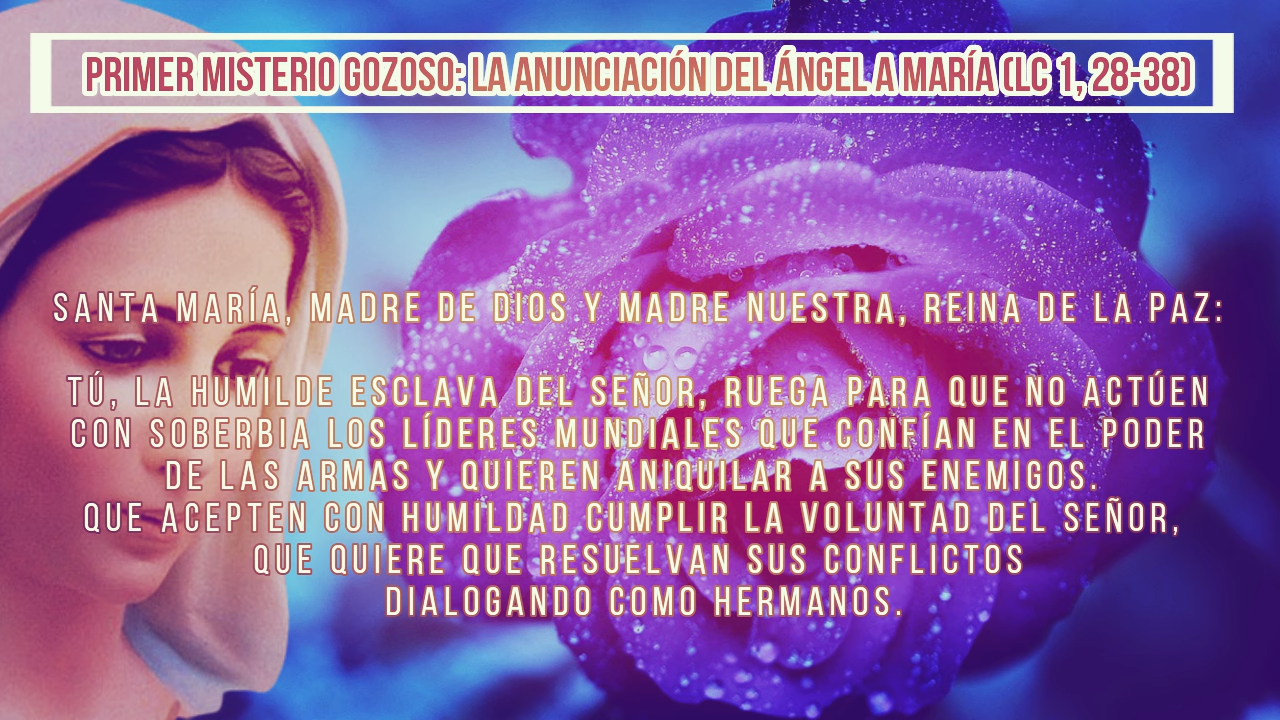 PRIMER MISTERIO GOZOSO: LA ANUNCIACIÓN DEL ÁNGEL A MARÍA (LC 1, 28-38)
SANTA MARÍA, MADRE DE DIOS Y MADRE NUESTRA, REINA DE LA PAZ:
TÚ, LA HUMILDE ESCLAVA DEL SEÑOR, RUEGA PARA QUE NO ACTÚEN
CON SOBERBIA LOS LÍDERES MUNDIALES QUE CONFÍAN EN EL PODER
DE LAS ARMAS Y QUIEREN ANIQUILAR A SUS ENEMIGOS.
QUE ACEPTEN CON HUMILDAD CUMPLIR LA VOLUNTAD DEL SEÑOR,
QUE QUIERE QUE RESUELVAN SUS CONFLICTOS
DIALOGANDO COMO HERMANOS.